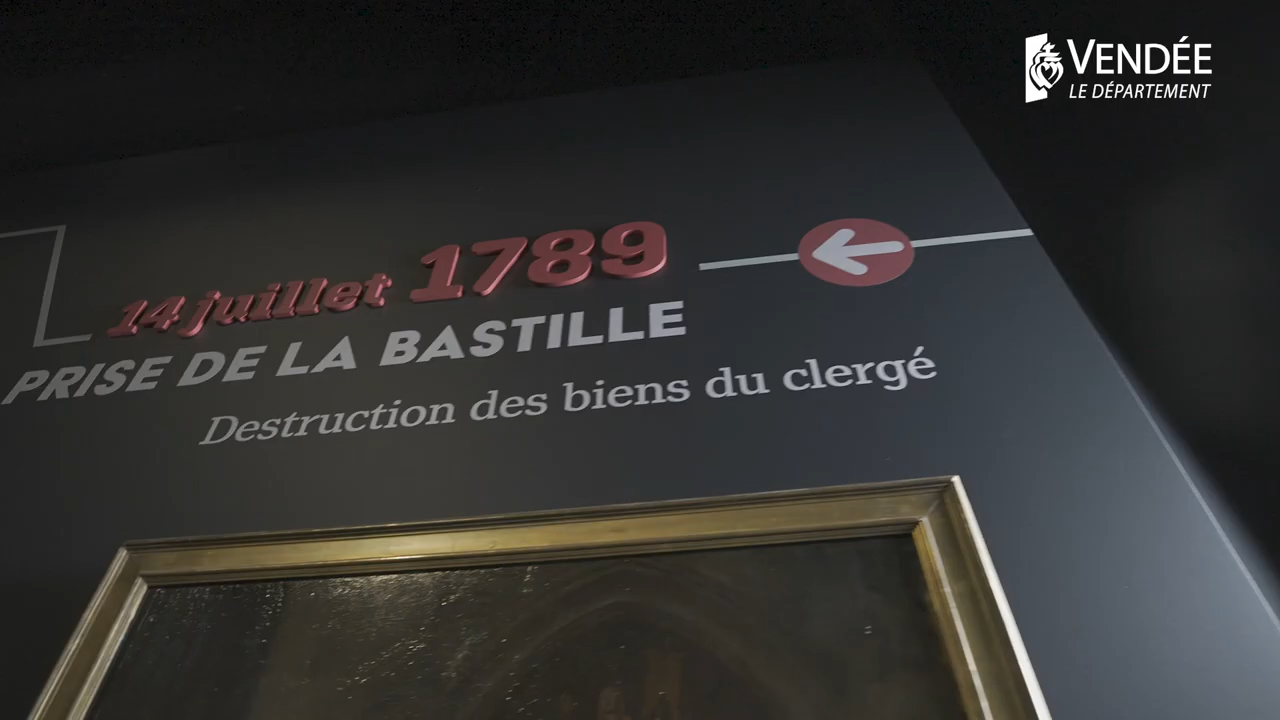 VENDÉE
LE DÉPARTEMENT
14 juillet 1789
PRISE DE LA BASTILLE
Destruction des biens du clergé